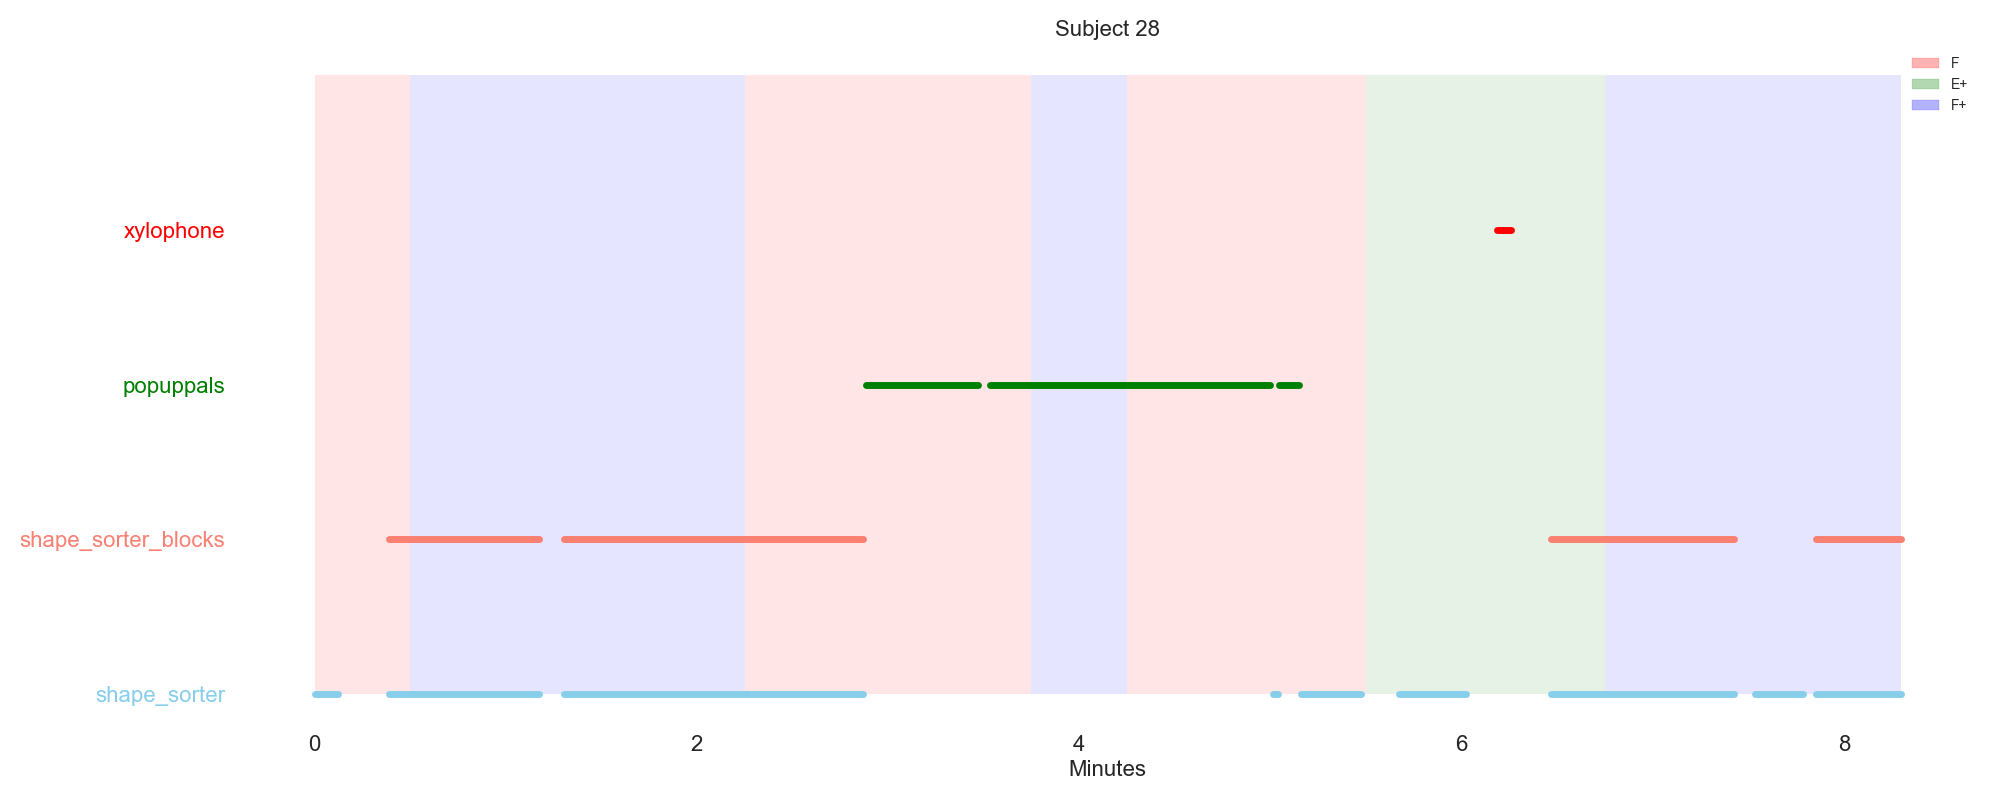 Subject 28
F
E+
F+
xylophone
popuppals
shape_sorter_blocks
shape_sorter
0 2 4 6 8
Minutes